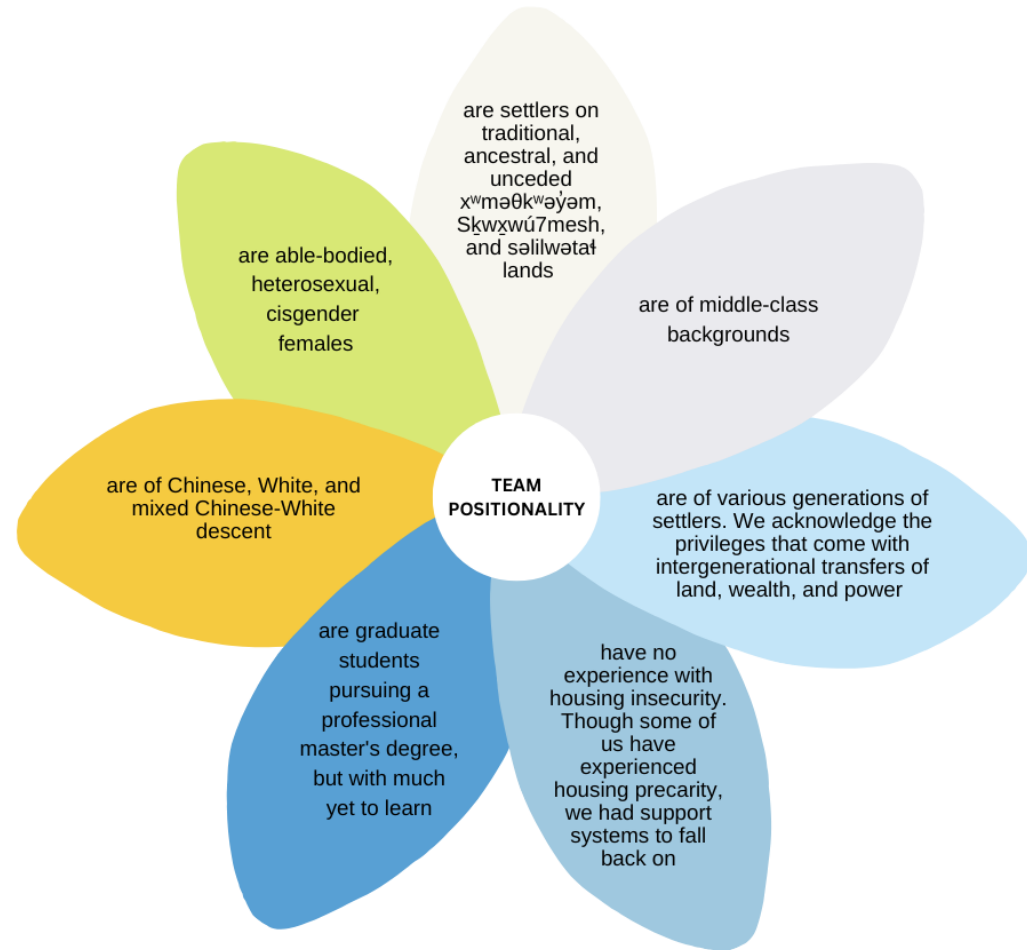 TEAM
POSITIONALITY
are settlers on
traditional,
ancestral, and
unceded
xʷməθkʷəy̓əm,
Sḵwx̱wú7mesh,
and səlilwətaɬ
lands
are of middle-class
backgrounds
are of various generations of
settlers. We acknowledge the
privileges that come with
intergenerational transfers of
land, wealth, and power
have no
experience with
housing insecurity.
Though some of
us have
experienced
housing precarity,
we had support
systems to fall
back on
are graduate
students
pursuing a
professional
master's degree,
but with much
yet to learn
are of Chinese, White, and
mixed Chinese-White
descent
are able-bodied,
heterosexual,
cisgender
females